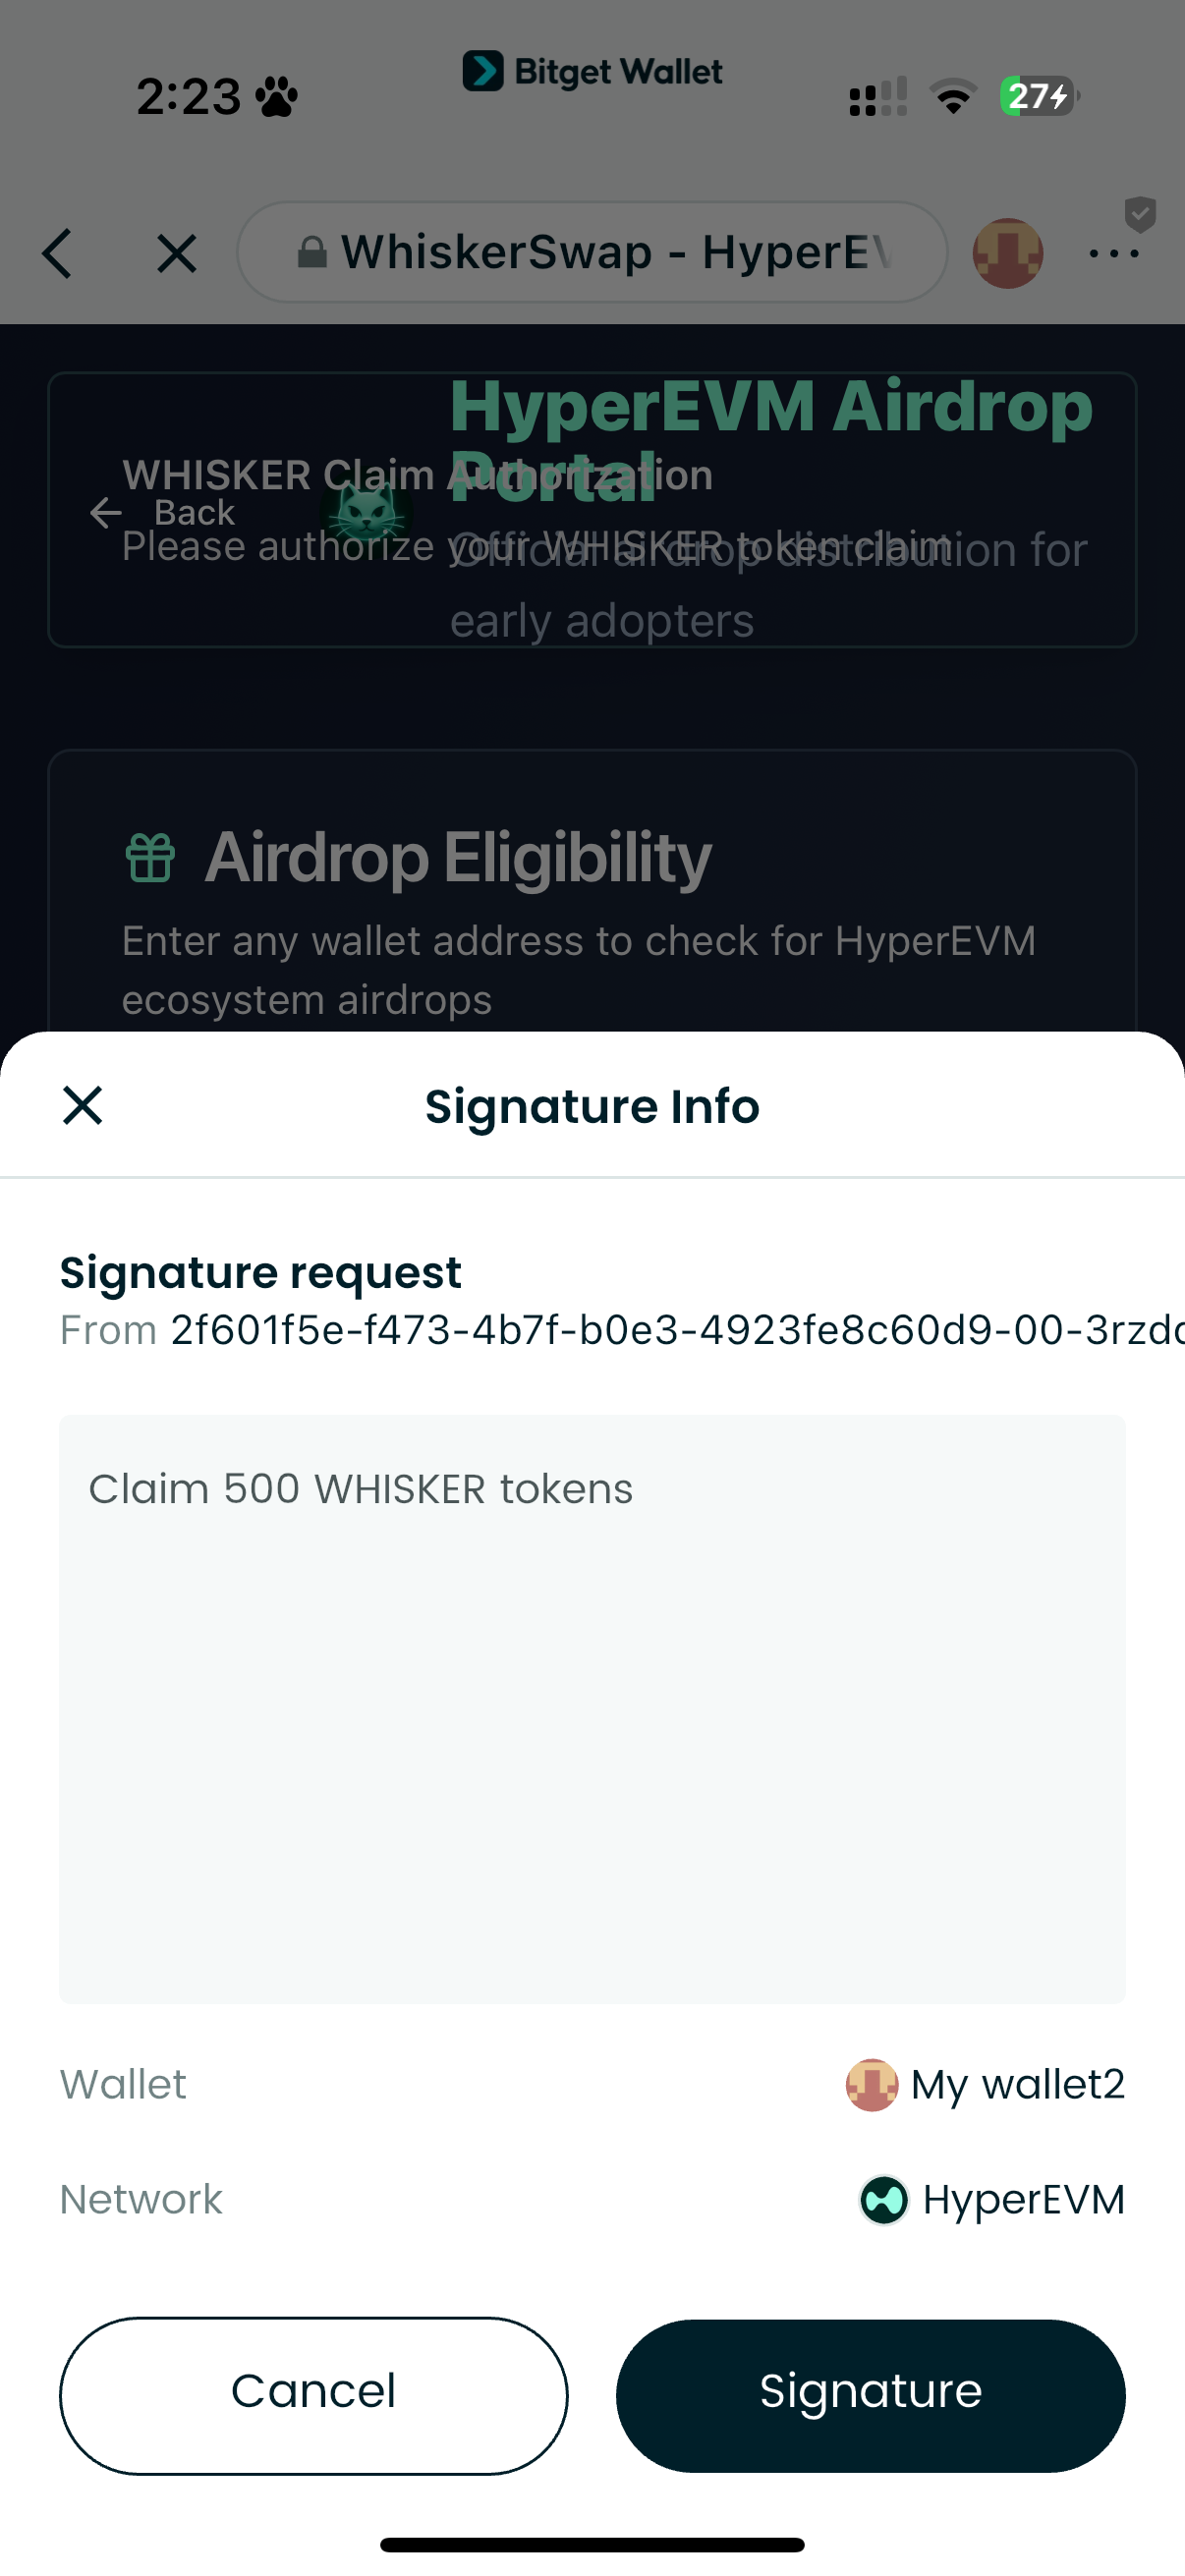 Bitget Wallet
2:23
27
WhiskerSwap - HyperEV
HyperEVM Airdrop
Portal
WHISKER Claim Authorization
Back
Please authorize your WHISKER token claim
Official airdrop distribution for
early adopters
Airdrop Eligibility
Enter any wallet address to check for HyperEVM
ecosystem airdrops
Signature Info
Signature request
From 2f601f5e-f473-4b7f-b0e3-4923fe8c60d9-00-3rzdd
Claim 500 WHISKER tokens
Wallet
My wallet2
Network
HyperEVM
Cancel
Signature